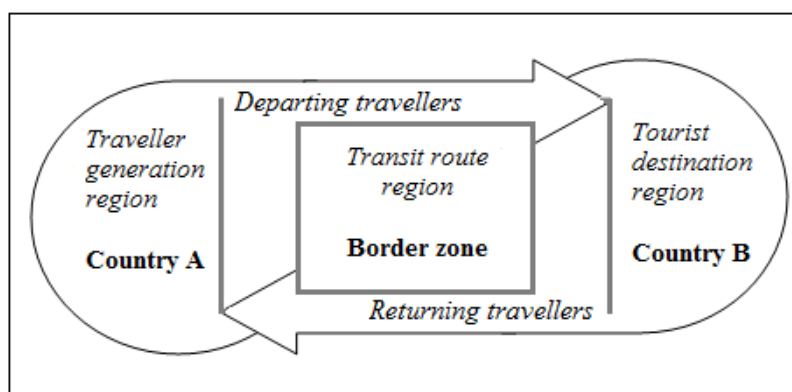 Departing travellers
Traveller
generation
region
Country A
Transit route
region
Border zone
Tourist
destination
region
Country B
Returning travellers